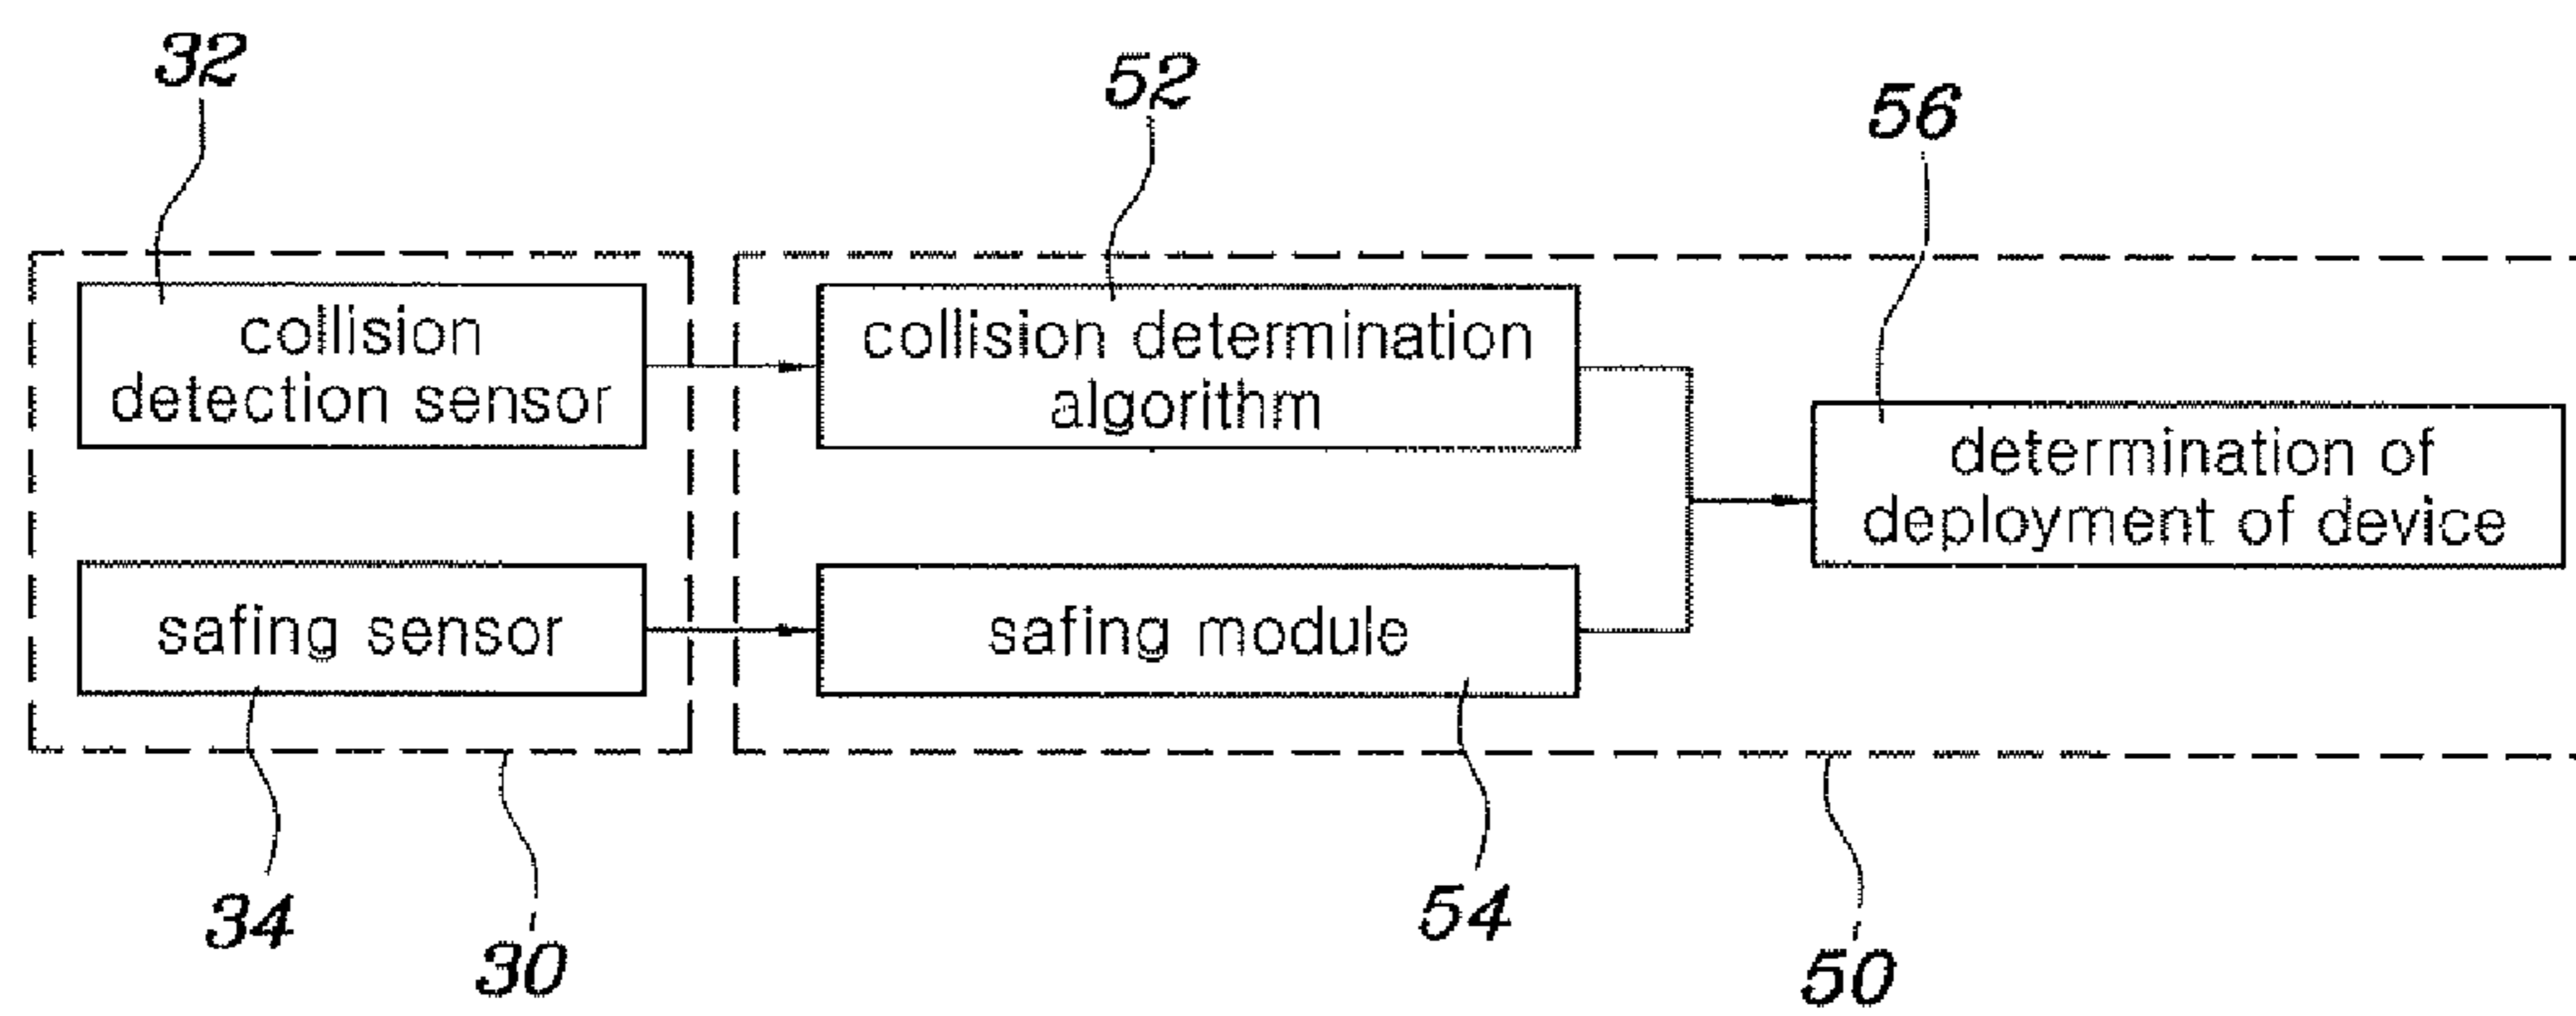 32
52
56
collision
detection sensor
collision determination
algorithm
determination of
deployment of device
safing sensor
safing module
34
30
54
50